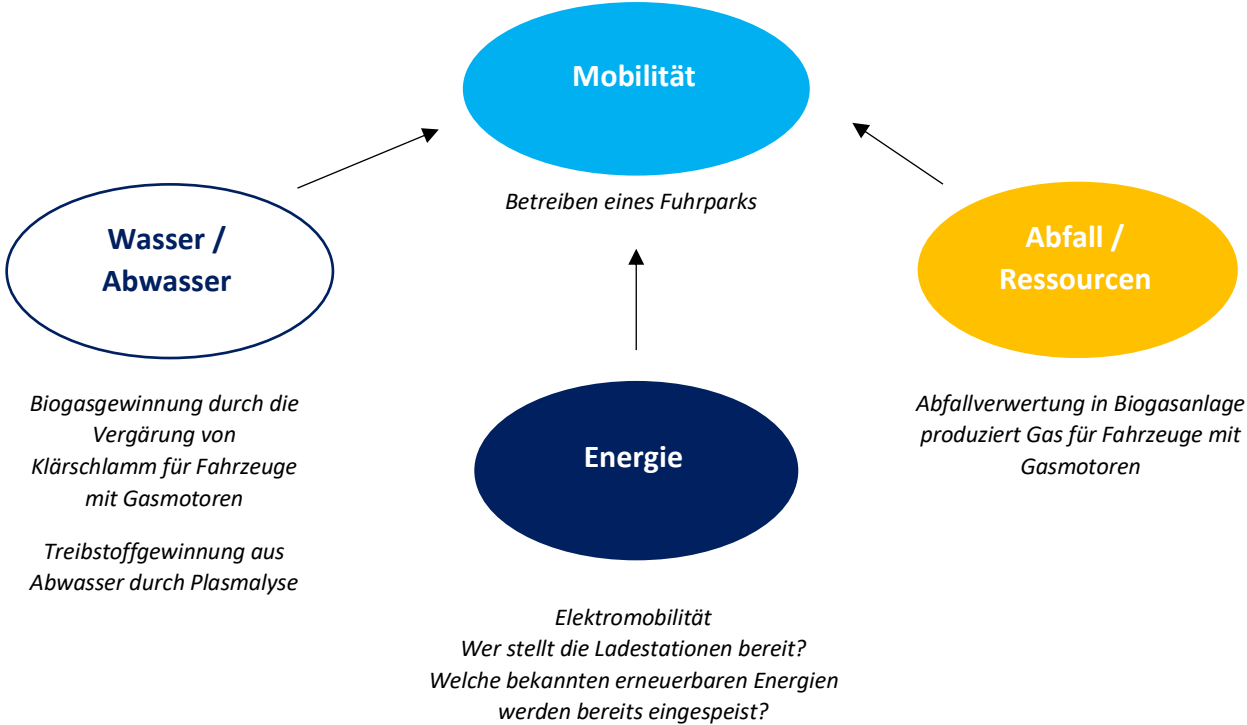 Mobilität
Betreiben eines Fuhrparks
Wasser /
Abwasser
Abfall /
Ressourcen
Biogasgewinnung durch die
Vergärung von
Klärschlamm für Fahrzeuge
mit Gasmotoren
Treibstoffgewinnung aus
Abwasser durch Plasmalyse
Energie
Abfallverwertung in Biogasanlage
produziert Gas für Fahrzeuge mit
Gasmotoren
Elektromobilität
Wer stellt die Ladestationen bereit?
Welche bekannten erneuerbaren Energien
werden bereits eingespeist?